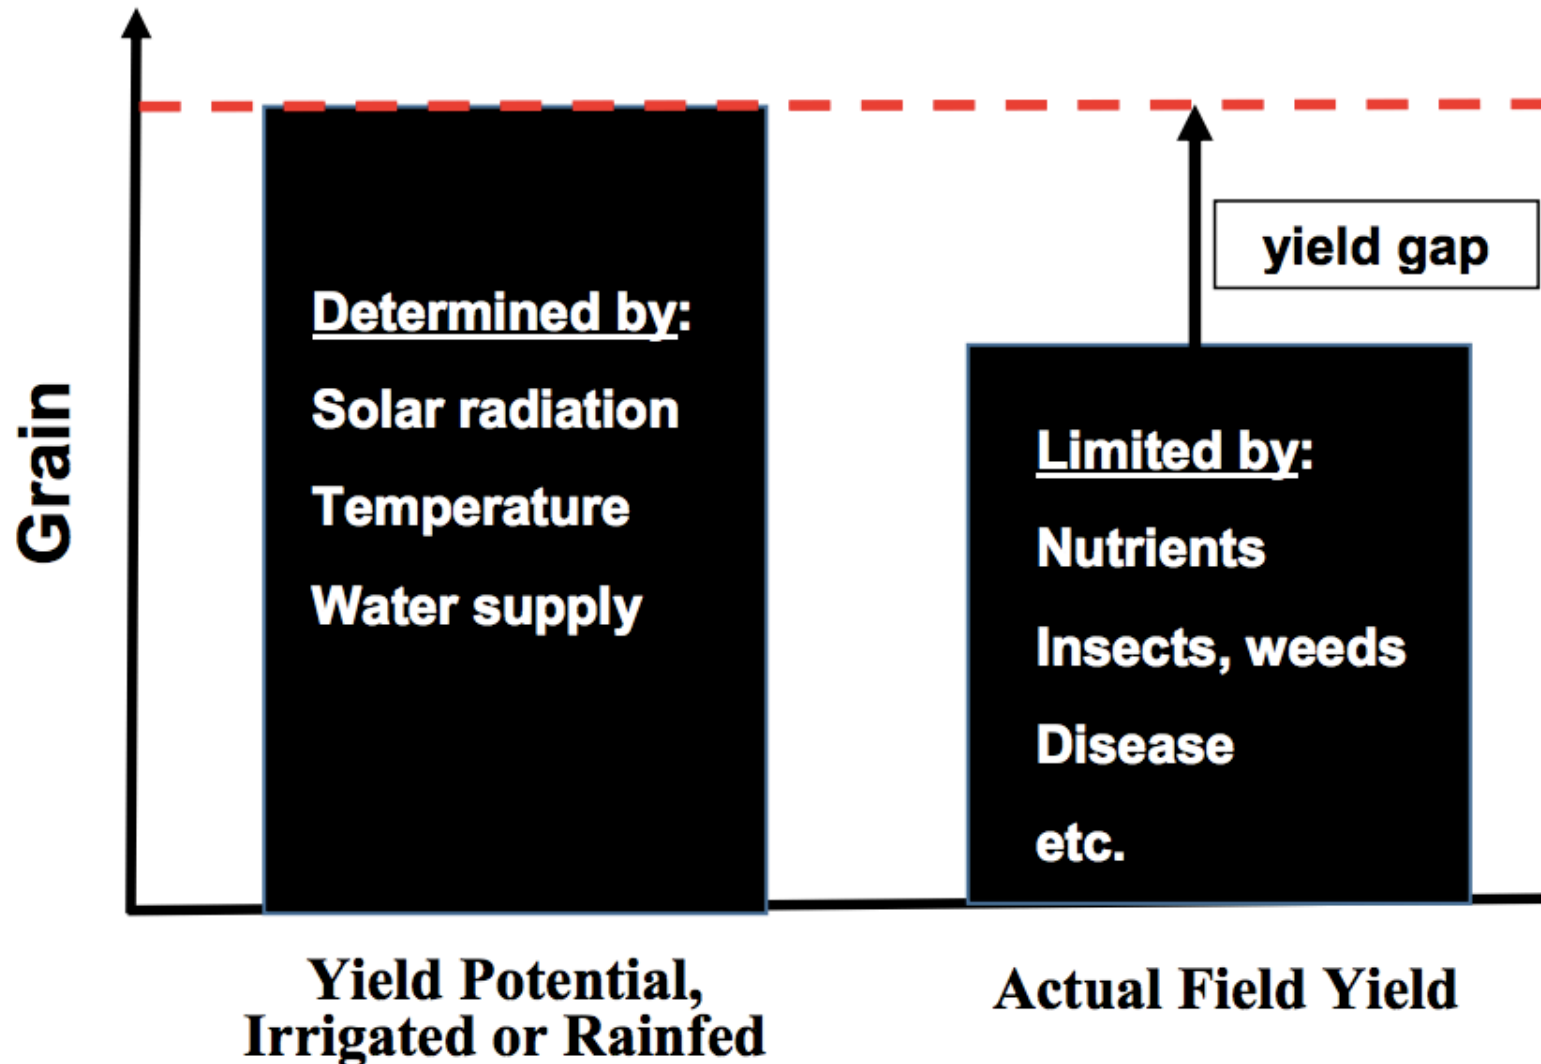 Grain
Determined by:
Solar radiation
Temperature
Water supply
yield gap
Limited by:
Nutrients
Insects, weeds
Disease
etc.
Yield Potential,
Irrigated or Rainfed
Actual Field Yield